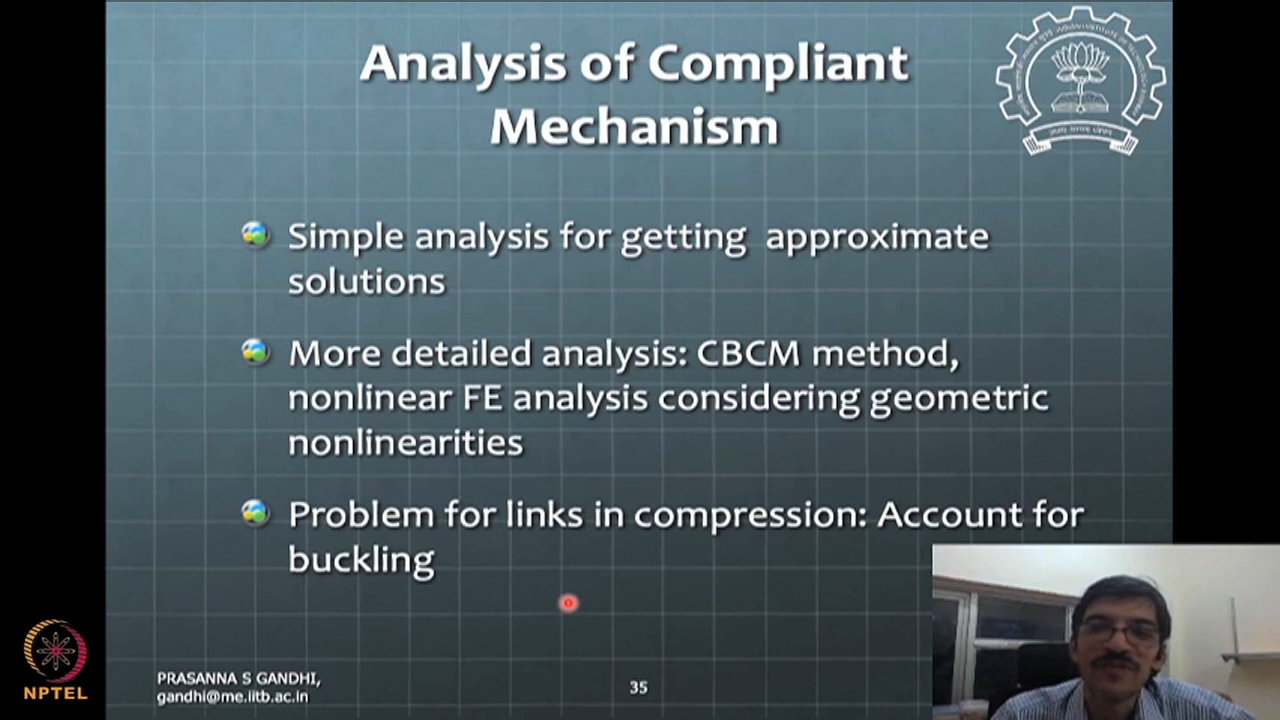 Analysis of Compliant
Mechanism
Simple analysis for getting approximate
solutions
More detailed analysis: CBCM method,
nonlinear FE analysis considering geometric
nonlinearities
Problem for links in compression: Account for
buckling
PRASANNA S GANDHI,
gandhi@me.iitb.ac.in
35
NPTEL